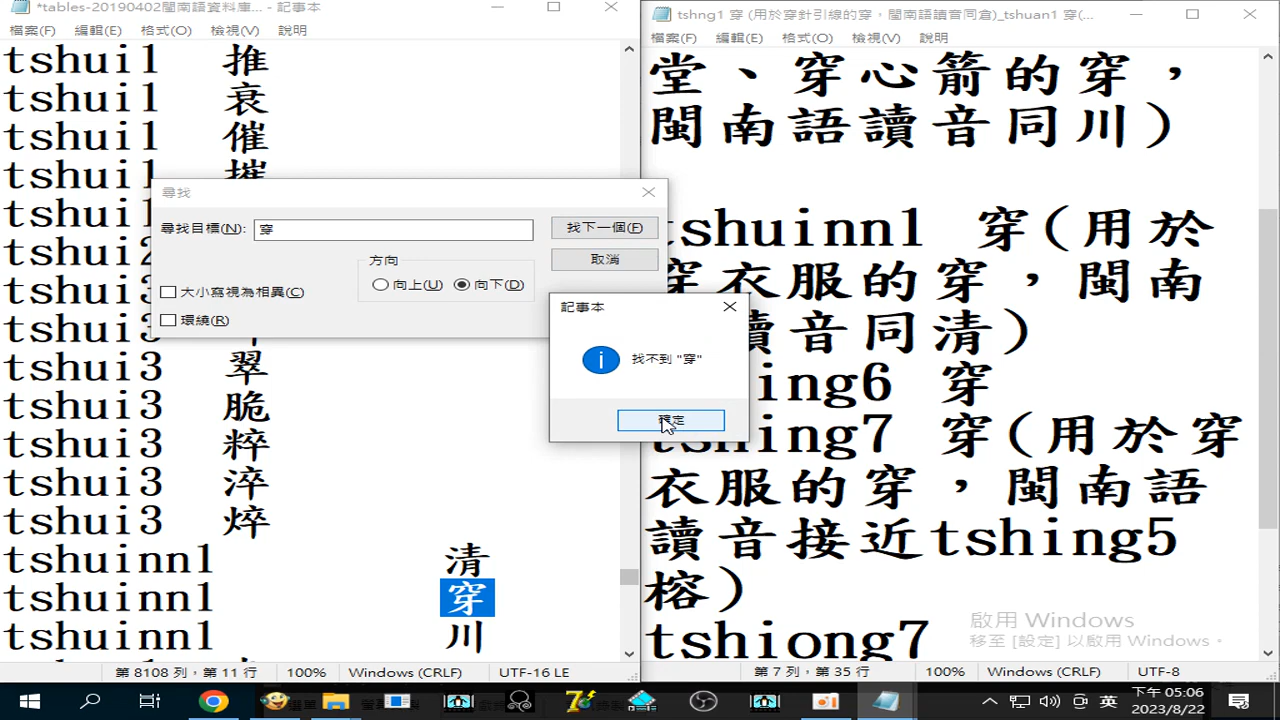 *tables-20190402閩南語資料庫... - 記事本
檔案(F) 編輯(E) 格式(O) 檢視(V) 說明
tshui1 推
tshui1 衰
tshui1 催
tshui1 摧
tshui3 翠
tshui3 脆
tshui3 粹
tshui3 淬
tshui3 焠
tshuinn1 清
tshuinn1 穿
tshuinn1 川
第 8108 列，第 11 行 100% Windows (CRLF) UTF-16 LE
尋找
尋找目標(N): 穿
找下一個(F)
方向
取消
大小寫視為相異(C)
向上(U) 向下(D)
環繞(R)
記事本
找不到 "穿"
確定
tshng1 穿 (用於穿針引線的穿，閩南語讀音同倉)_tshuan1 穿(...
檔案(F) 編輯(E) 格式(O) 檢視(V) 說明
堂、穿心箭的穿，
閩南語讀音同川)
tshuinn1 穿(用於
穿衣服的穿，閩南
讀音同清)
ing6 穿
tshing7 穿(用於穿
衣服的穿，閩南語
讀音接近tshing5
榕)
tshiong7
啟用 Windows
移至 [設定] 以啟用 Windows。
第 7 列，第 35 行 100% Windows (CRLF) UTF-8
英
下午 05:06
2023/8/22